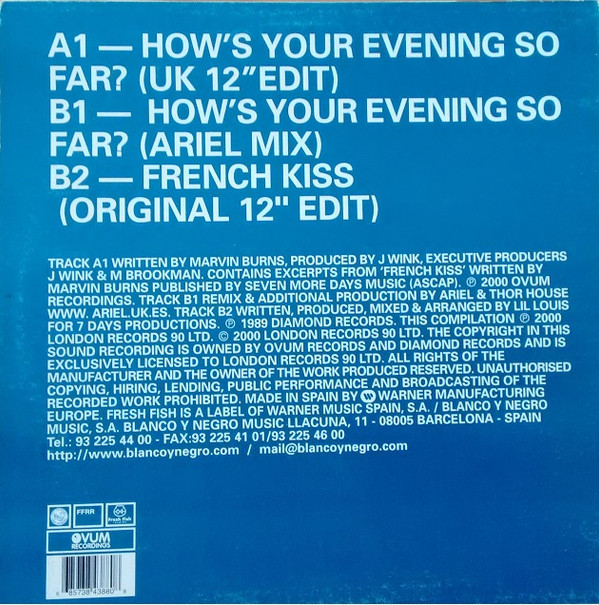 A1 — HOW'S YOUR EVENING SO
FAR? (UK 12"EDIT)
B1 — HOW'S YOUR EVENING SO
FAR? (ARIEL MIX)
B2 — FRENCH KISS
(ORIGINAL 12" EDIT)
TRACK A1 WRITTEN BY MARVIN BURNS, PRODUCED BY J WINK, EXECUTIVE PRODUCERS
J WINK & M BROOKMAN. CONTAINS EXCERPTS FROM 'FRENCH KISS' WRITTEN BY
MARVIN BURNS PUBLISHED BY SEVEN MORE DAYS MUSIC (ASCAP). ℗ 2000 OVUM
RECORDINGS. TRACK B1 REMIX & ADDITIONAL PRODUCTION BY ARIEL & THOR HOUSE
WWW. ARIEL.UK.ES. TRACK B2 WRITTEN, PRODUCED, MIXED & ARRANGED BY LIL LOUIS
FOR 7 DAYS PRODUCTIONS. ℗ 1989 DIAMOND RECORDS. THIS COMPILATION ℗ 2000
LONDON RECORDS 90 LTD. © 2000 LONDON RECORDS 90 LTD. THE COPYRIGHT IN THIS
SOUND RECORDING IS OWNED BY OVUM RECORDS AND DIAMOND RECORDS AND IS
EXCLUSIVELY LICENSED TO LONDON RECORDS 90 LTD. ALL RIGHTS OF THE
MANUFACTURER AND THE OWNER OF THE WORK PRODUCED RESERVED. UNAUTHORISED
COPYING, HIRING, LENDING, PUBLIC PERFORMANCE AND BROADCASTING OF THE
RECORDED WORK PROHIBITED. MADE IN SPAIN BY WARNER MANUFACTURING
EUROPE. FRESH FISH IS A LABEL OF WARNER MUSIC SPAIN, S.A. / BLANCO Y NEGRO
MUSIC, S.A. BLANCO Y NEGRO MUSIC LLACUNA, 11 - 08005 BARCELONA - SPAIN
Tel.: 93 225 44 00 - FAX:93 225 41 01/93 225 46 00
http://www.blancoynegro.com / mail@blancoynegro.com
FFRR
Fresh Fish
OVUM
RECORDINGS
6 85738 43880 8